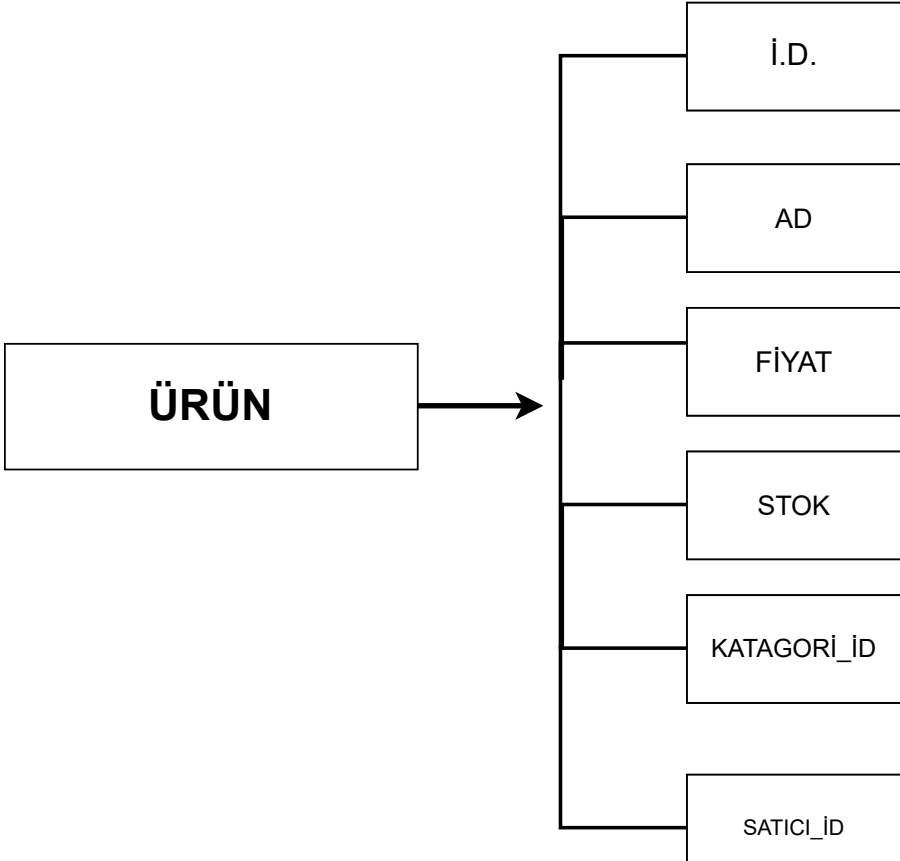 İ.D.
AD
FİYAT
ÜRÜN
STOK
KATAGORİ_İD
SATICI_İD